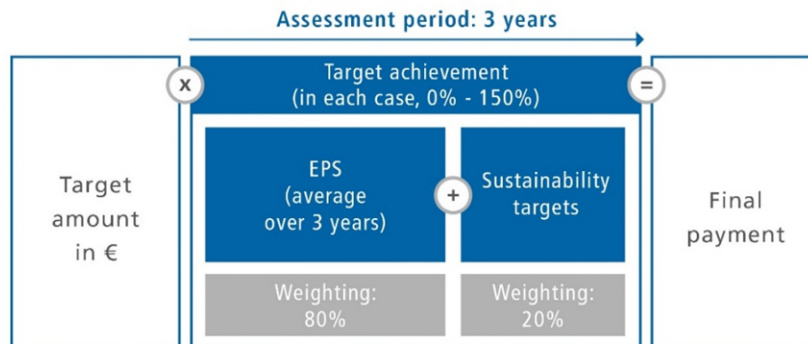 Assessment period: 3 years
Target achievement
(in each case, 0% - 150%)
x
=
Target
amount
in €
EPS
(average
over 3 years)
+
Sustainability
targets
Final
payment
Weighting:
80%
Weighting:
20%